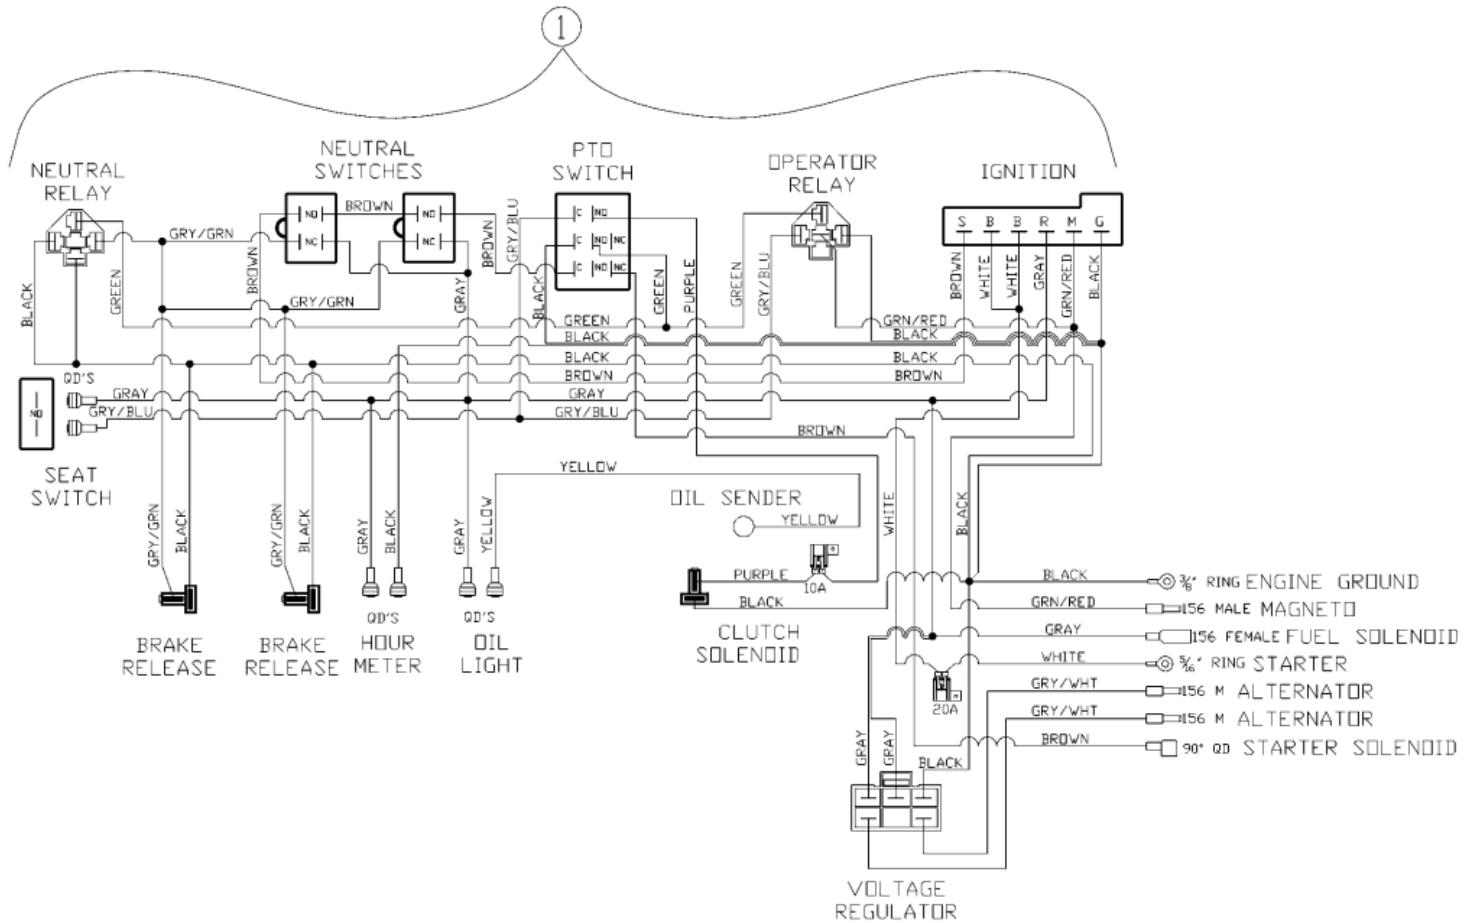 1
NEUTRAL
RELAY
NEUTRAL
SWITCHES
PTO
SWITCH
OPERATOR
RELAY
IGNITION
S B B R M G
NO
NC
NO
NC
C NO
C NO NC
C NO NC
BROWN
GRY/GRN
BROWN
BROWN
GRY/BLU
GREEN
BLACK
GRY/GRN
GRAY
BLACK
GREEN
PURPLE
GREEN
GRY/BLU
BROWN
WHITE
WHITE
GRAY
GRN/RED
BLACK
GREEN
GRN/RED
BLACK
BLACK
BLACK
BLACK
BROWN
BROWN
QD'S
GRAY
GRAY
GRY/BLU
GRY/BLU
NO
BROWN
SEAT
SWITCH
YELLOW
OIL SENDER
YELLOW
GRY/GRN
BLACK
GRY/GRN
BLACK
GRAY
BLACK
GRAY
YELLOW
WHITE
BLACK
PURPLE
10A
BLACK
CLUTCH
SOLENOID
QD'S
QD'S
BRAKE
RELEASE
BRAKE
RELEASE
HOUR
METER
OIL
LIGHT
BLACK
RING ENGINE GROUND
GRN/RED
156 MALE MAGNETO
GRAY
156 FEMALE FUEL SOLENOID
WHITE
RING STARTER
20A
GRY/WHT
156 M ALTERNATOR
GRY/WHT
156 M ALTERNATOR
BROWN
90° QD STARTER SOLENOID
GRAY
GRAY
BLACK
VOLTAGE
REGULATOR